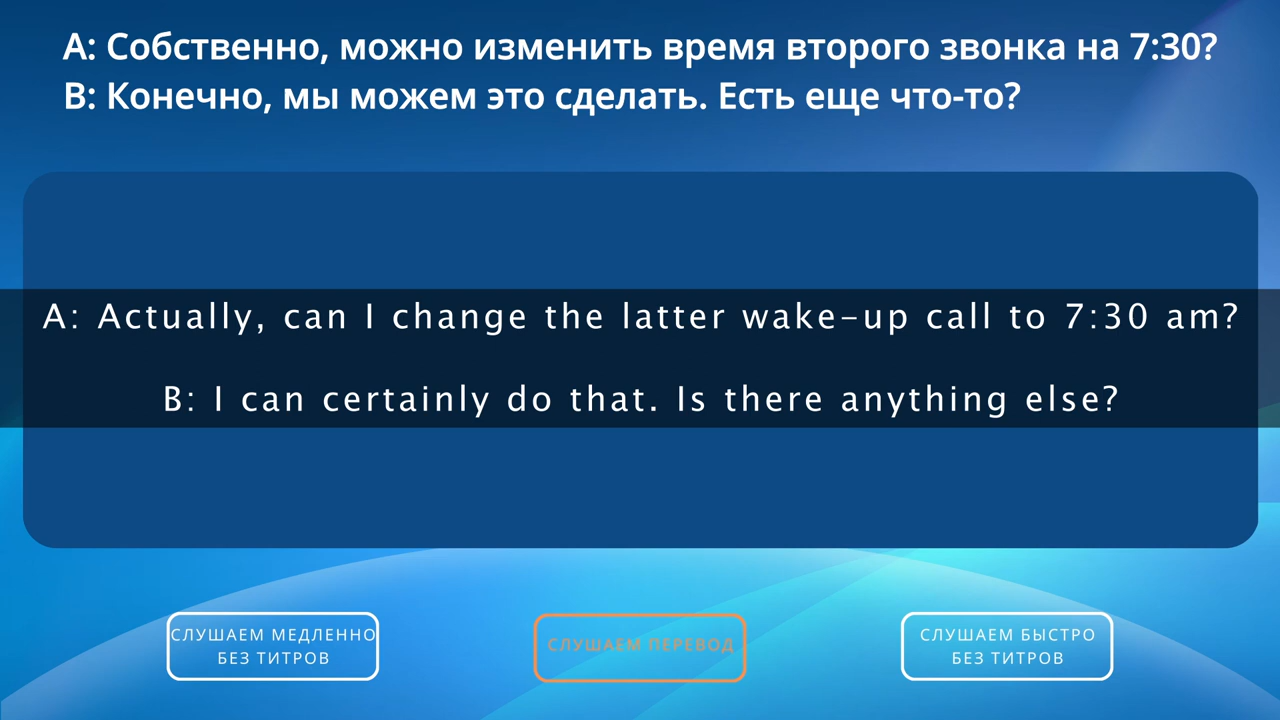 A: Собственно, можно изменить время второго звонка на 7:30?
B: Конечно, мы можем это сделать. Есть еще что-то?
A: Actually, can I change the latter wake-up call to 7:30 am?
B: I can certainly do that. Is there anything else?
СЛУШАЕМ МЕДЛЕННО
БЕЗ ТИТРОВ
СЛУШАЕМ ПЕРЕВОД
СЛУШАЕМ БЫСТРО
БЕЗ ТИТРОВ